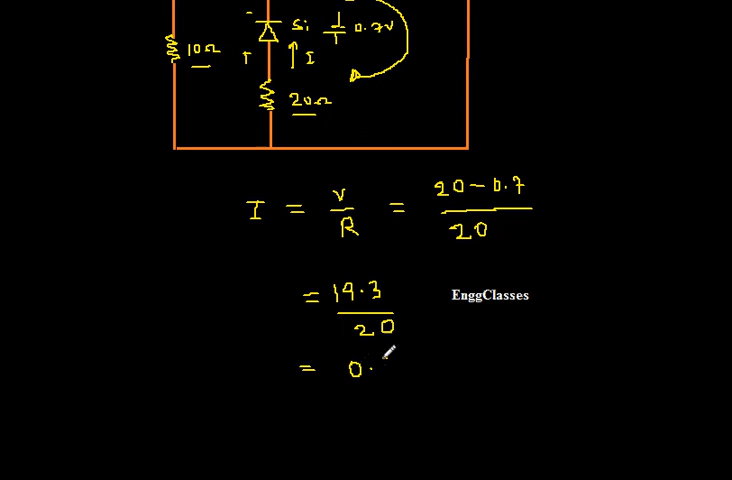 - Si 0.7V
10Ω I
20Ω
I = V/R = 20 - 0.7 / 20
= 19.3 / 20
EnggClasses
= 0.